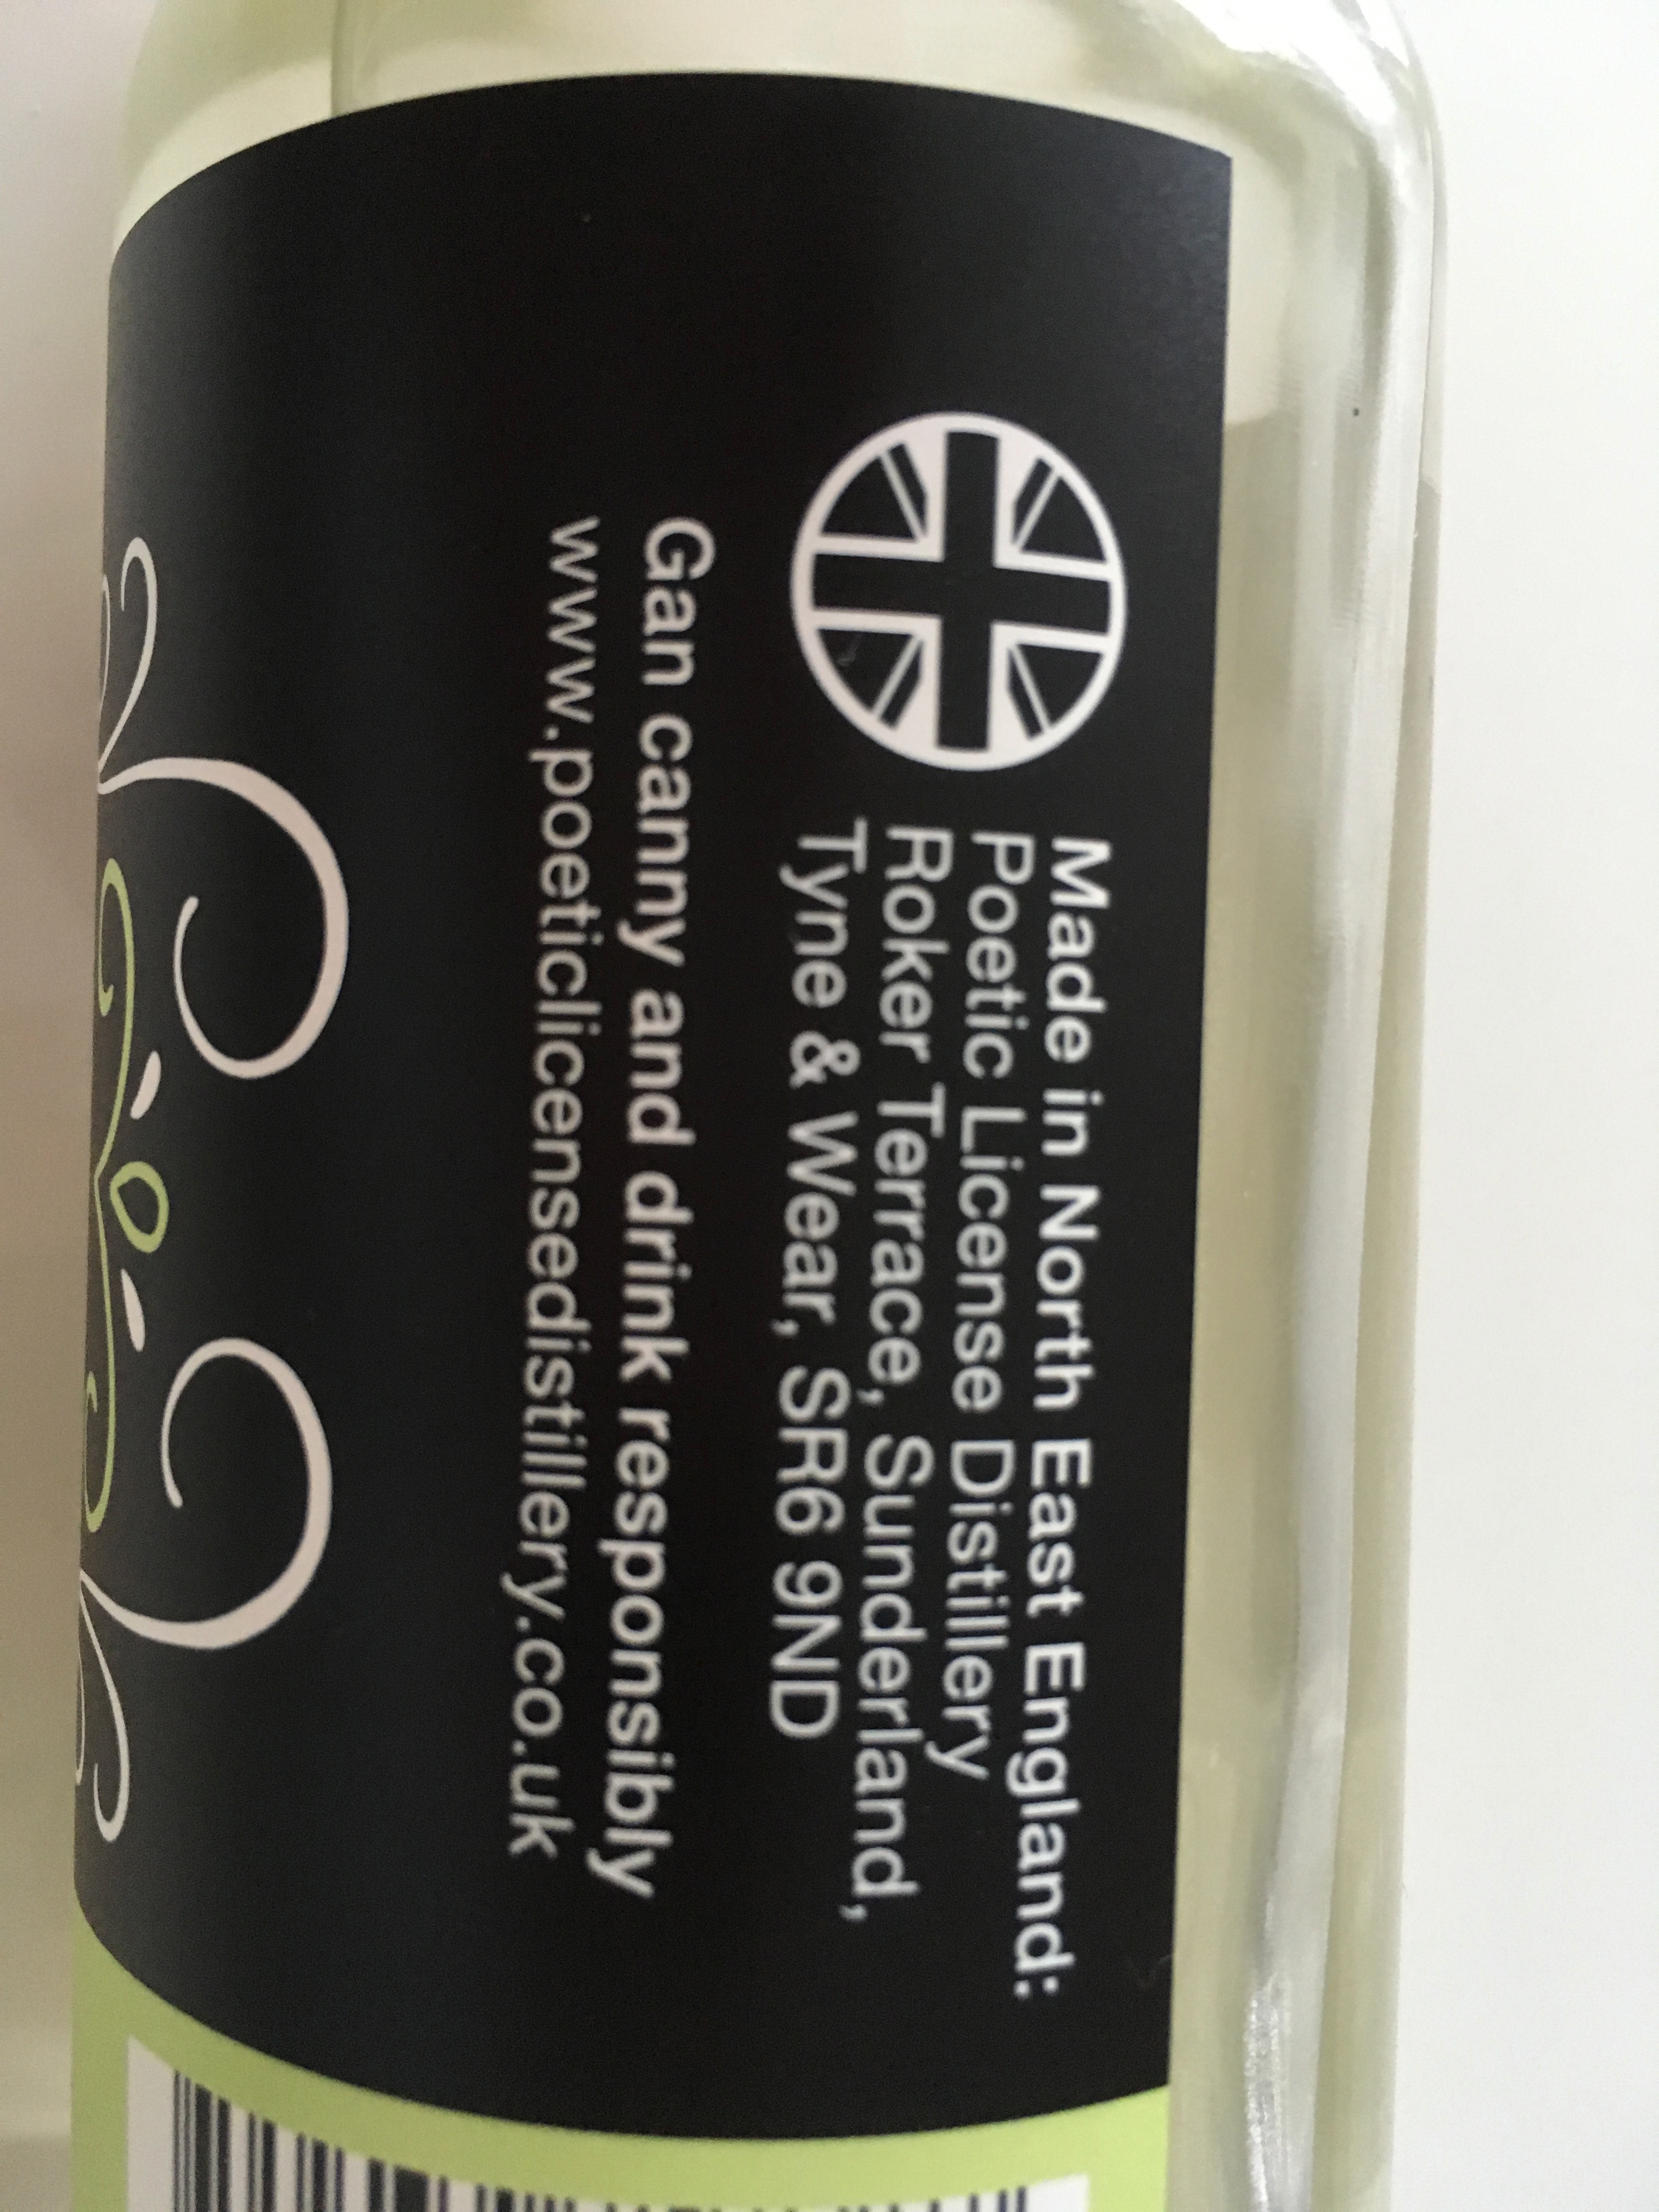 Made in North East England:
Poetic License Distillery
Roker Terrace, Sunderland,
Tyne & Wear, SR6 9ND
Gan canny and drink responsibly
www.poeticlicensedistillery.co.uk